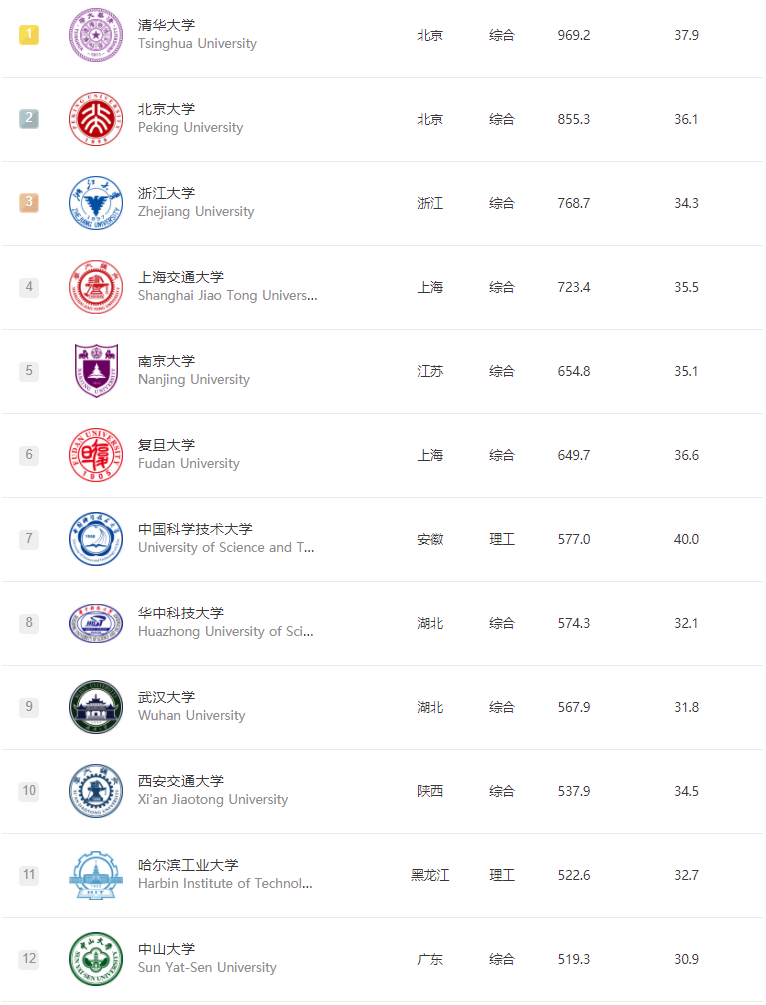 1
清华大学
Tsinghua University
北京 综合 969.2 37.9
2
北京大学
Peking University
北京 综合 855.3 36.1
3
浙江大学
Zhejiang University
浙江 综合 768.7 34.3
4
上海交通大学
Shanghai Jiao Tong Univers...
上海 综合 723.4 35.5
5
南京大学
Nanjing University
江苏 综合 654.8 35.1
6
复旦大学
Fudan University
上海 综合 649.7 36.6
7
中国科学技术大学
University of Science and T...
安徽 理工 577.0 40.0
8
华中科技大学
Huazhong University of Sci...
湖北 综合 574.3 32.1
9
武汉大学
Wuhan University
湖北 综合 567.9 31.8
10
西安交通大学
Xi'an Jiaotong University
陕西 综合 537.9 34.5
11
哈尔滨工业大学
Harbin Institute of Technol...
黑龙江 理工 522.6 32.7
12
中山大学
Sun Yat-Sen University
广东 综合 519.3 30.9